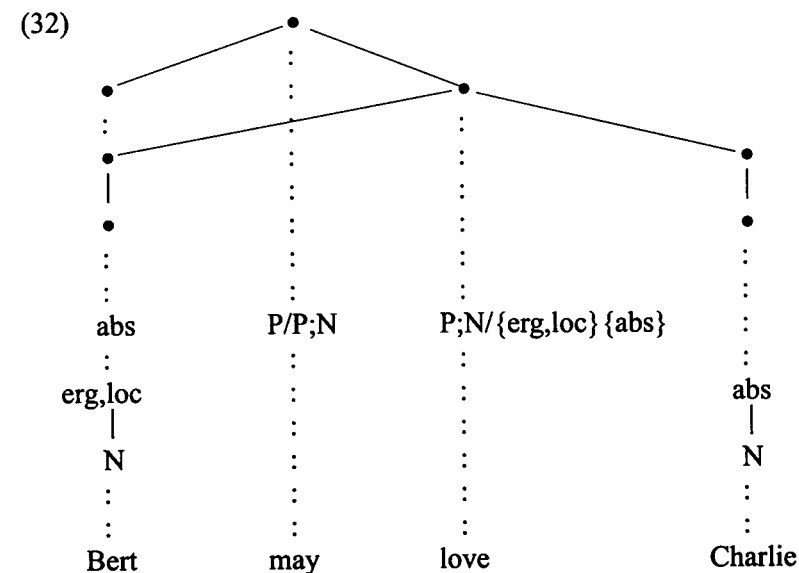 (32)
abs P/P;N P;N/{erg,loc}{abs}
erg,loc abs
N N
Bert may love Charlie